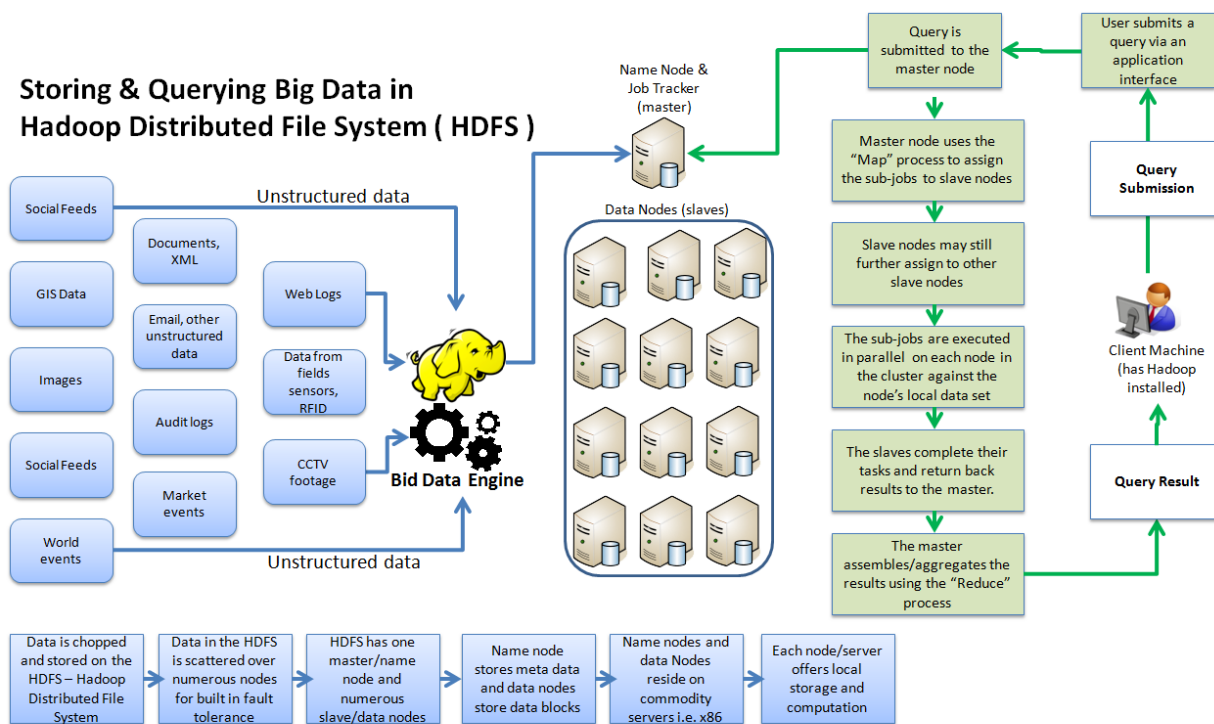 Storing & Querying Big Data in
Hadoop Distributed File System ( HDFS )
Social Feeds
GIS Data
Images
Social Feeds
World
events
Documents,
XML
Email, other
unstructured
data
Audit logs
Market
events
Web Logs
Data from
fields
sensors,
RFID
CCTV
footage
Unstructured data
Unstructured data
Bid Data Engine
Name Node &
Job Tracker
(master)
Data Nodes (slaves)
Query is
submitted to the
master node
Master node uses the
“Map” process to assign
the sub-jobs to slave nodes
Slave nodes may still
further assign to other
slave nodes
The sub-jobs are executed
in parallel on each node in
the cluster against the
node’s local data set
The slaves complete their
tasks and return back
results to the master.
The master
assembles/aggregates the
results using the “Reduce”
process
User submits a
query via an
application
interface
Query
Submission
Client Machine
(has Hadoop
installed)
Query Result
Data is chopped
and stored on the
HDFS – Hadoop
Distributed File
System
Data in the HDFS
is scattered over
numerous nodes
for built in fault
tolerance
HDFS has one
master/name
node and
numerous
slave/data nodes
Name node
stores meta data
and data nodes
store data blocks
Name nodes and
data Nodes
reside on
commodity
servers i.e. x86
Each node/server
offers local
storage and
computation